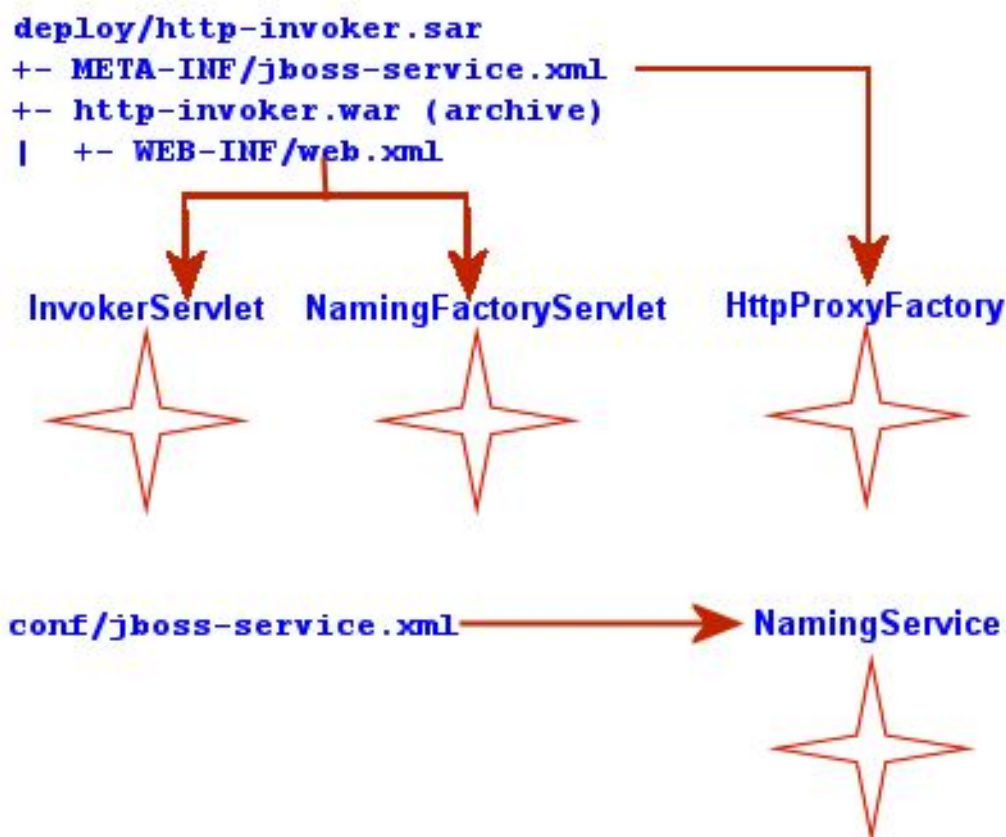 deploy/http-invoker.sar
+- META-INF/jboss-service.xml
+- http-invoker.war (archive)
|  +- WEB-INF/web.xml
InvokerServlet NamingFactoryServlet HttpProxyFactory
conf/jboss-service.xml NamingService